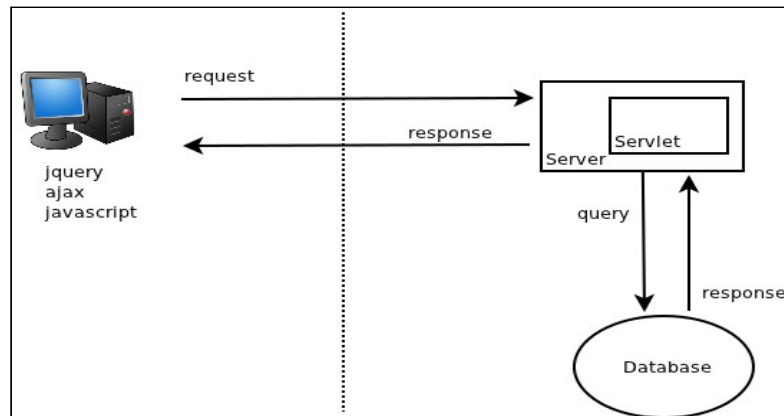 request
response
jquery
ajax
javascript
Servlet
Server
query
response
Database